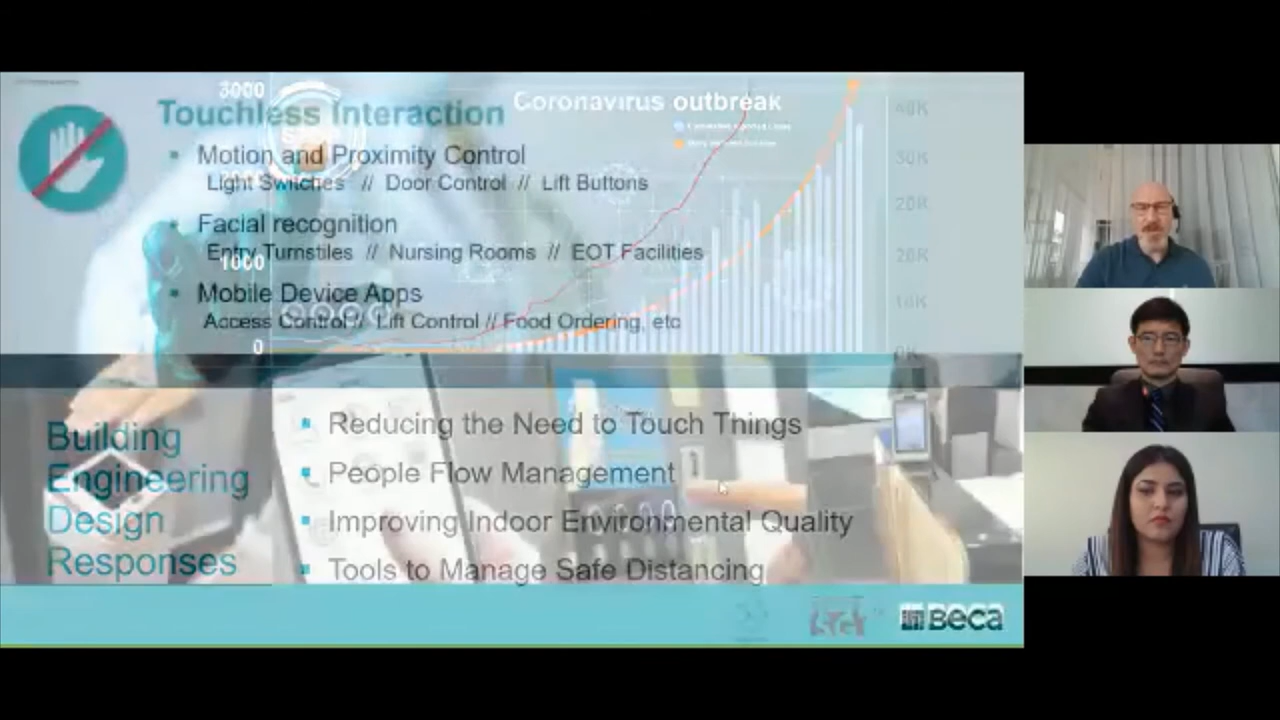 3000
Coronavirus outbreak
Touchless Interaction
Motion and Proximity Control
Light Switches // Door Control // Lift Buttons
Facial recognition
Entry Turnstiles // Nursing Rooms // EOT Facilities
1000
Mobile Device Apps
Access Control // Lift Control // Food Ordering, etc
0
40K
30K
20K
Building
Engineering
Design
Responses
Reducing the Need to Touch Things
People Flow Management
Improving Indoor Environmental Quality
Tools to Manage Safe Distancing
Beca